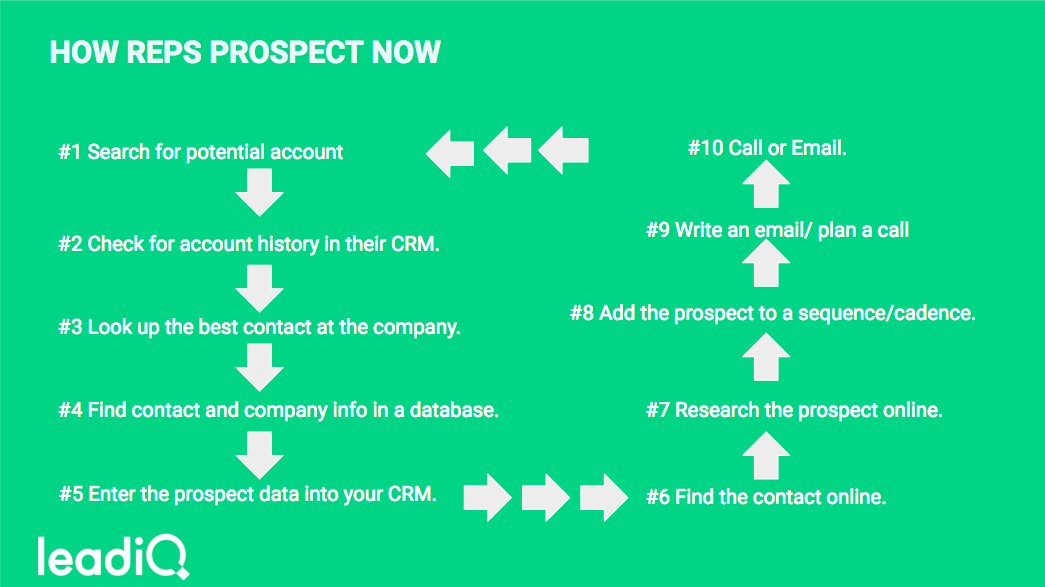 HOW REPS PROSPECT NOW
#1 Search for potential account
#2 Check for account history in their CRM.
#3 Look up the best contact at the company.
#4 Find contact and company info in a database.
#5 Enter the prospect data into your CRM.
#6 Find the contact online.
#7 Research the prospect online.
#8 Add the prospect to a sequence/cadence.
#9 Write an email/ plan a call
#10 Call or Email.
leadiQ